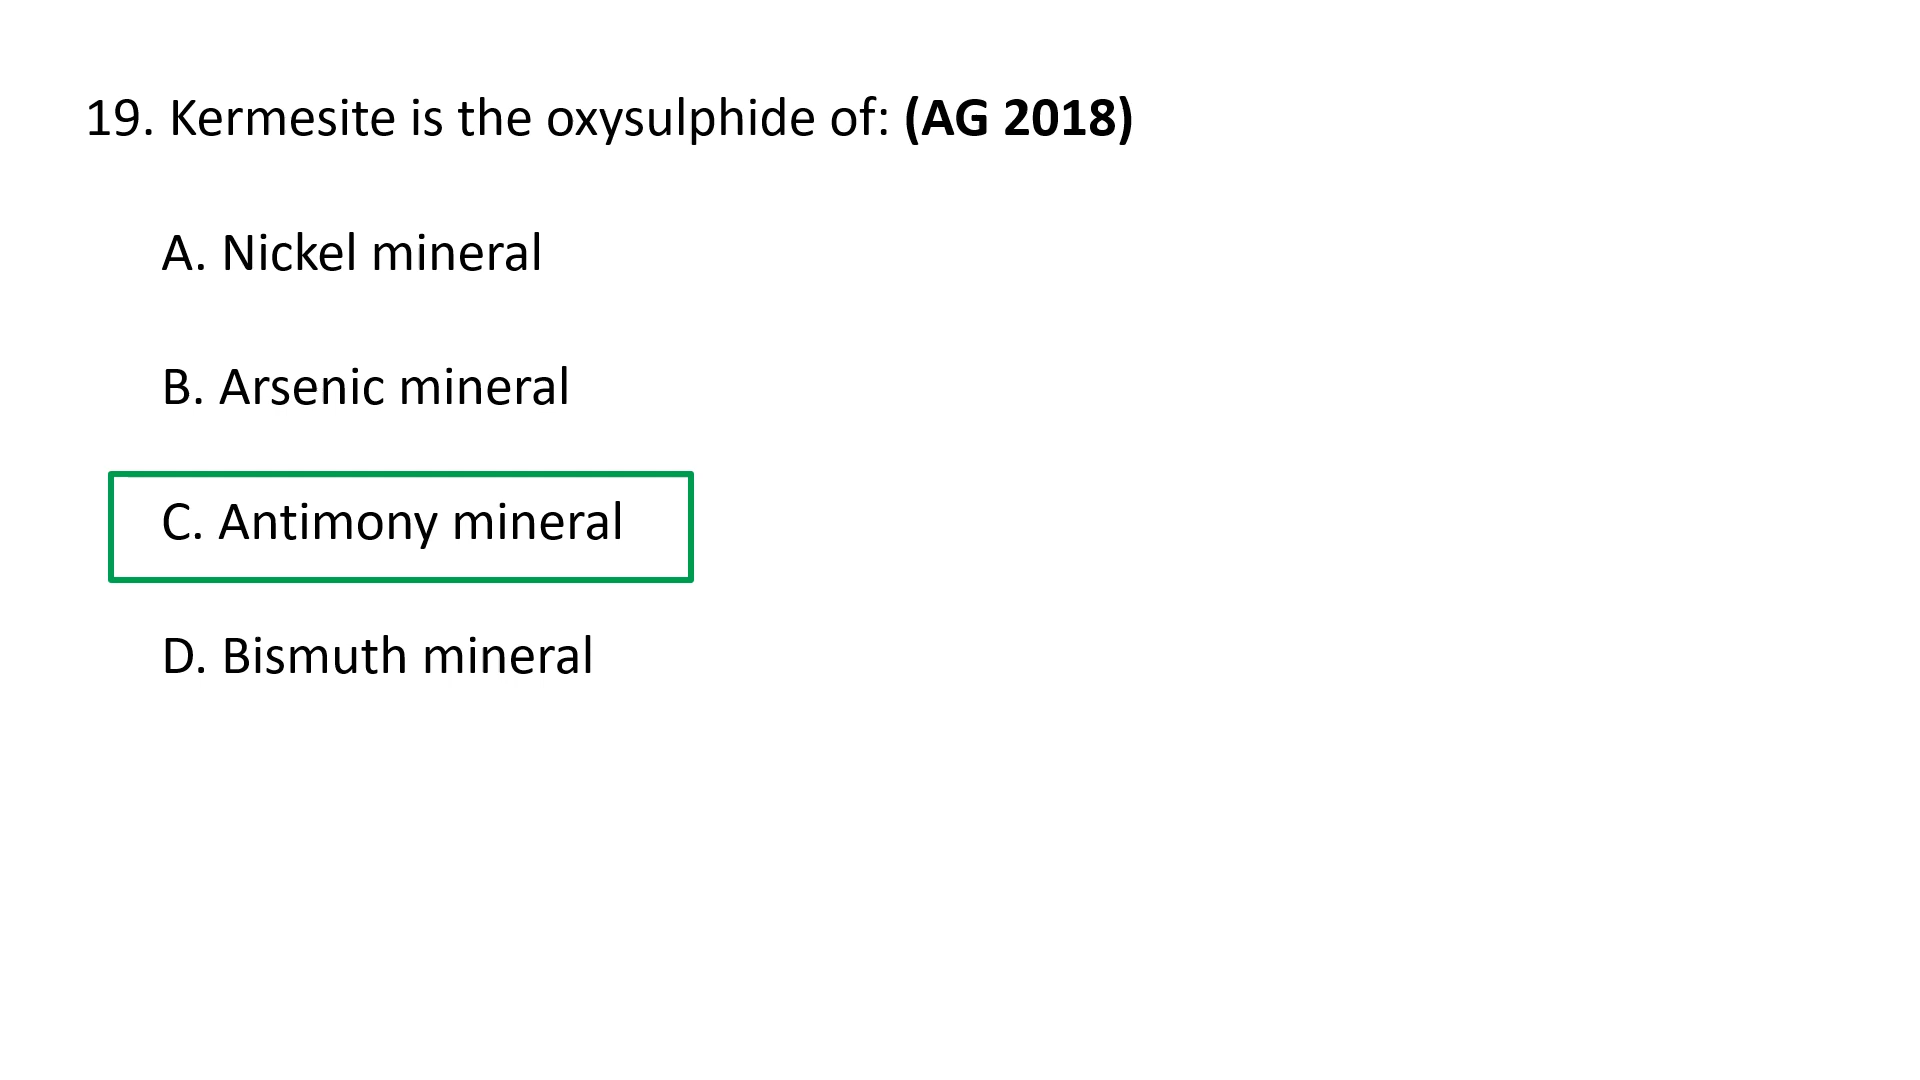 19. Kermesite is the oxysulphide of: (AG 2018)
A. Nickel mineral
B. Arsenic mineral
C. Antimony mineral
D. Bismuth mineral